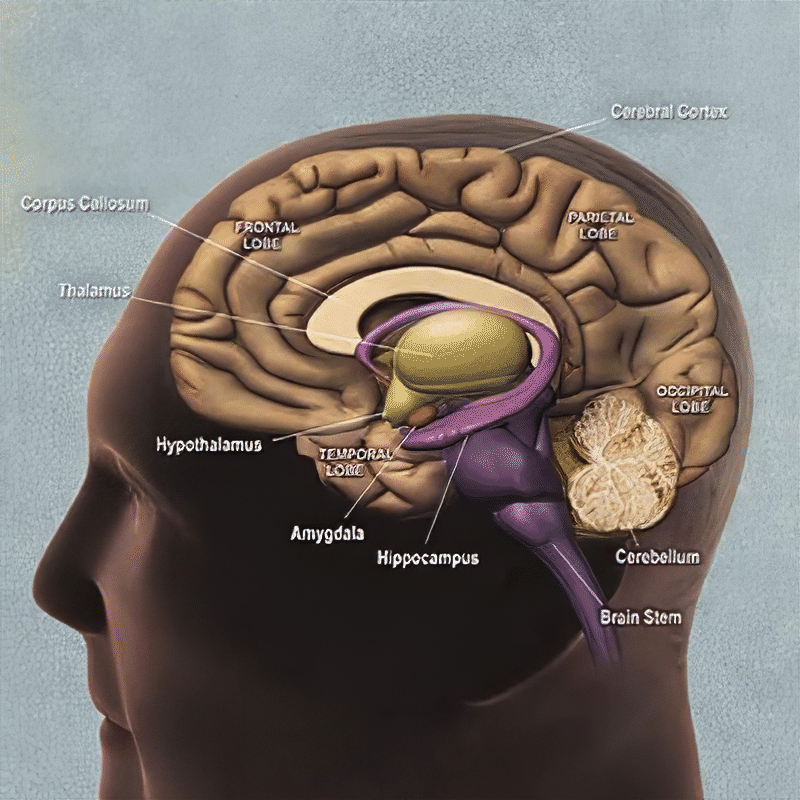 Cerebral Cortex
Corpus Callosum
FRONTAL
LOBE
PARIETAL
LOBE
Thalamus
OCCIPITAL
LOBE
Hypothalamus
TEMPORAL
LOBE
Amygdala
Hippocampus
Cerebellum
Brain Stem